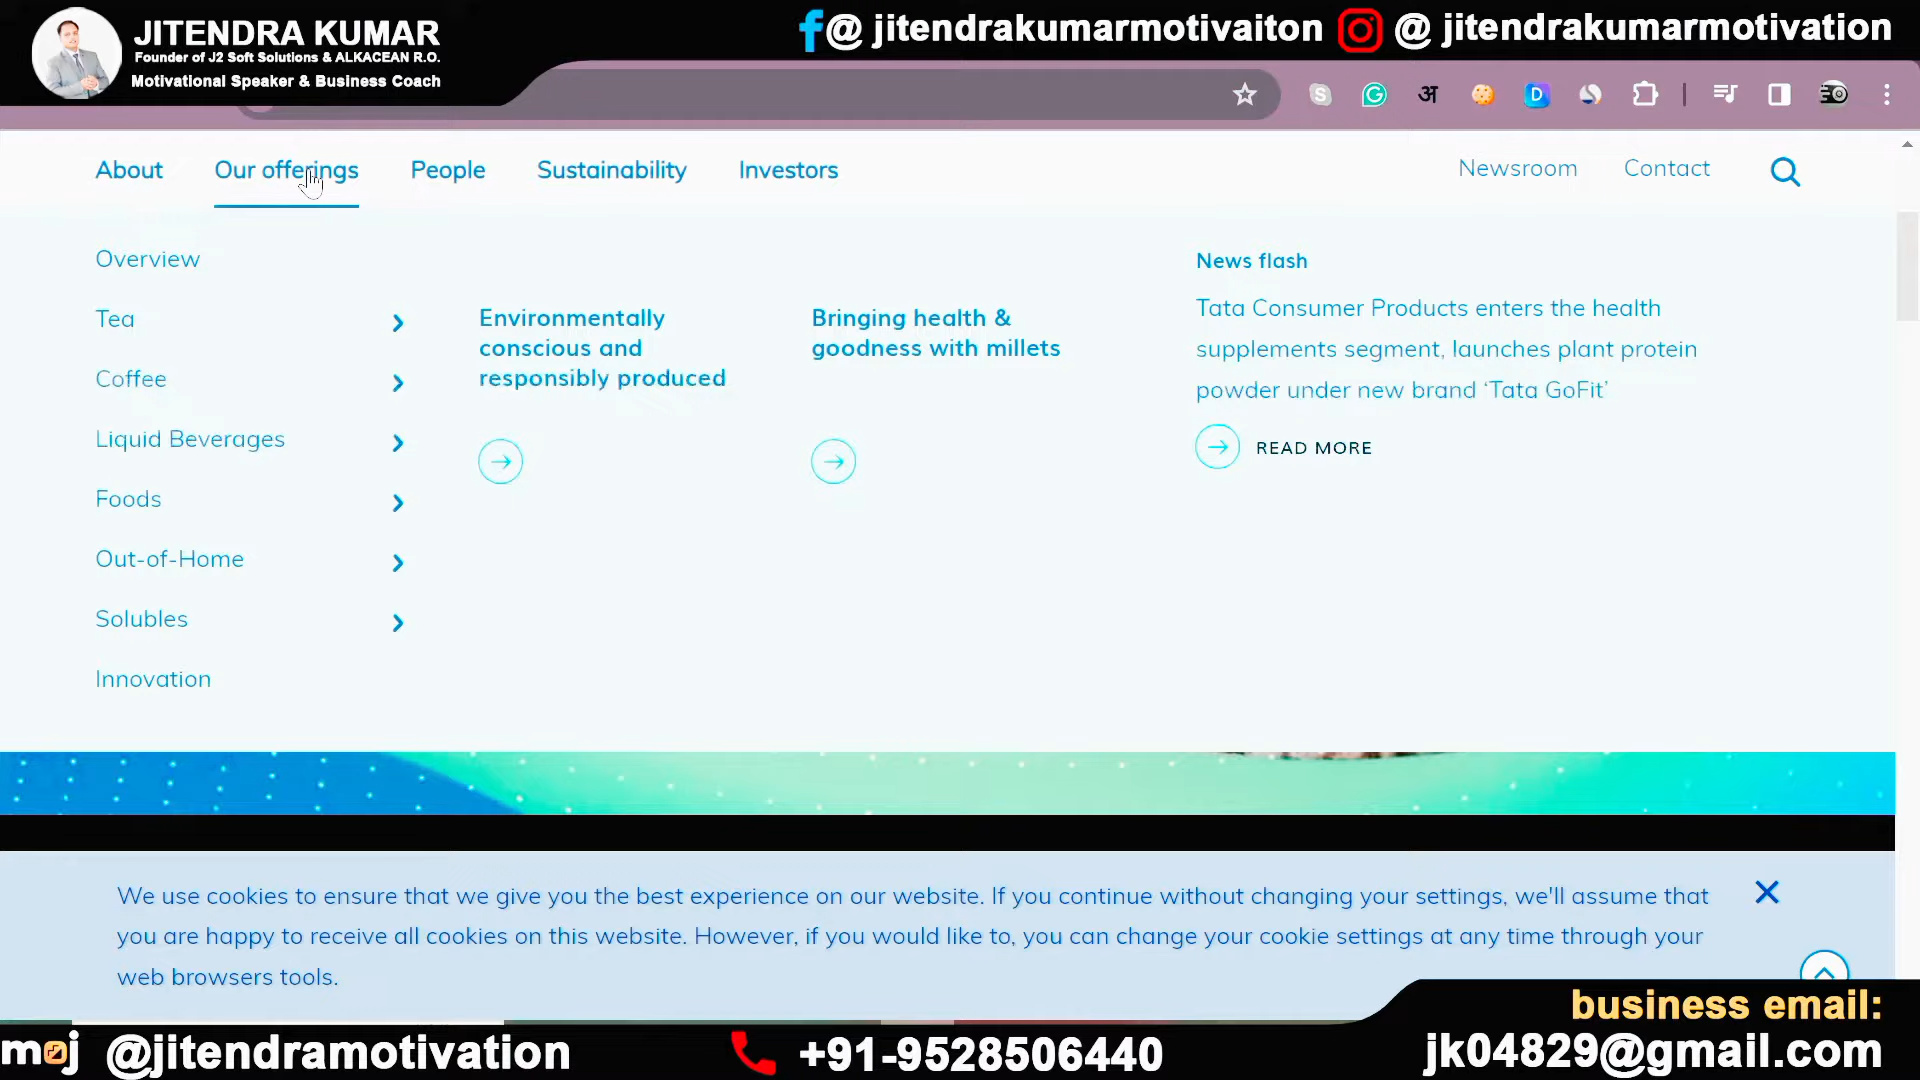 JITENDRA KUMAR
Founder of J2 Soft Solutions & ALKACEAN R.O.
Motivational Speaker & Business Coach
f@ jitendrakumarmotivaiton @ jitendrakumarmotivation
S G अ D
About Our offerings People Sustainability Investors Newsroom Contact
Overview
Tea
Coffee
Liquid Beverages
Foods
Out-of-Home
Solubles
Innovation
Environmentally
conscious and
responsibly produced
Bringing health &
goodness with millets
News flash
Tata Consumer Products enters the health
supplements segment, launches plant protein
powder under new brand ‘Tata GoFit’
READ MORE
We use cookies to ensure that we give you the best experience on our website. If you continue without changing your settings, we'll assume that
you are happy to receive all cookies on this website. However, if you would like to, you can change your cookie settings at any time through your
web browsers tools.
business email:
moj @jitendramotivation +91-9528506440 jk04829@gmail.com